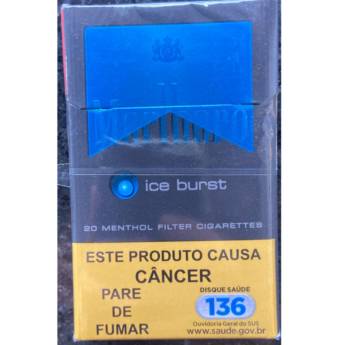 Marlboro
ice burst
20 MENTHOL FILTER CIGARETTES
ESTE PRODUTO CAUSA
CÂNCER
PARE
DE
FUMAR
DISQUE SAÚDE
136
Ouvidoria Geral do SUS
www.saude.gov.br